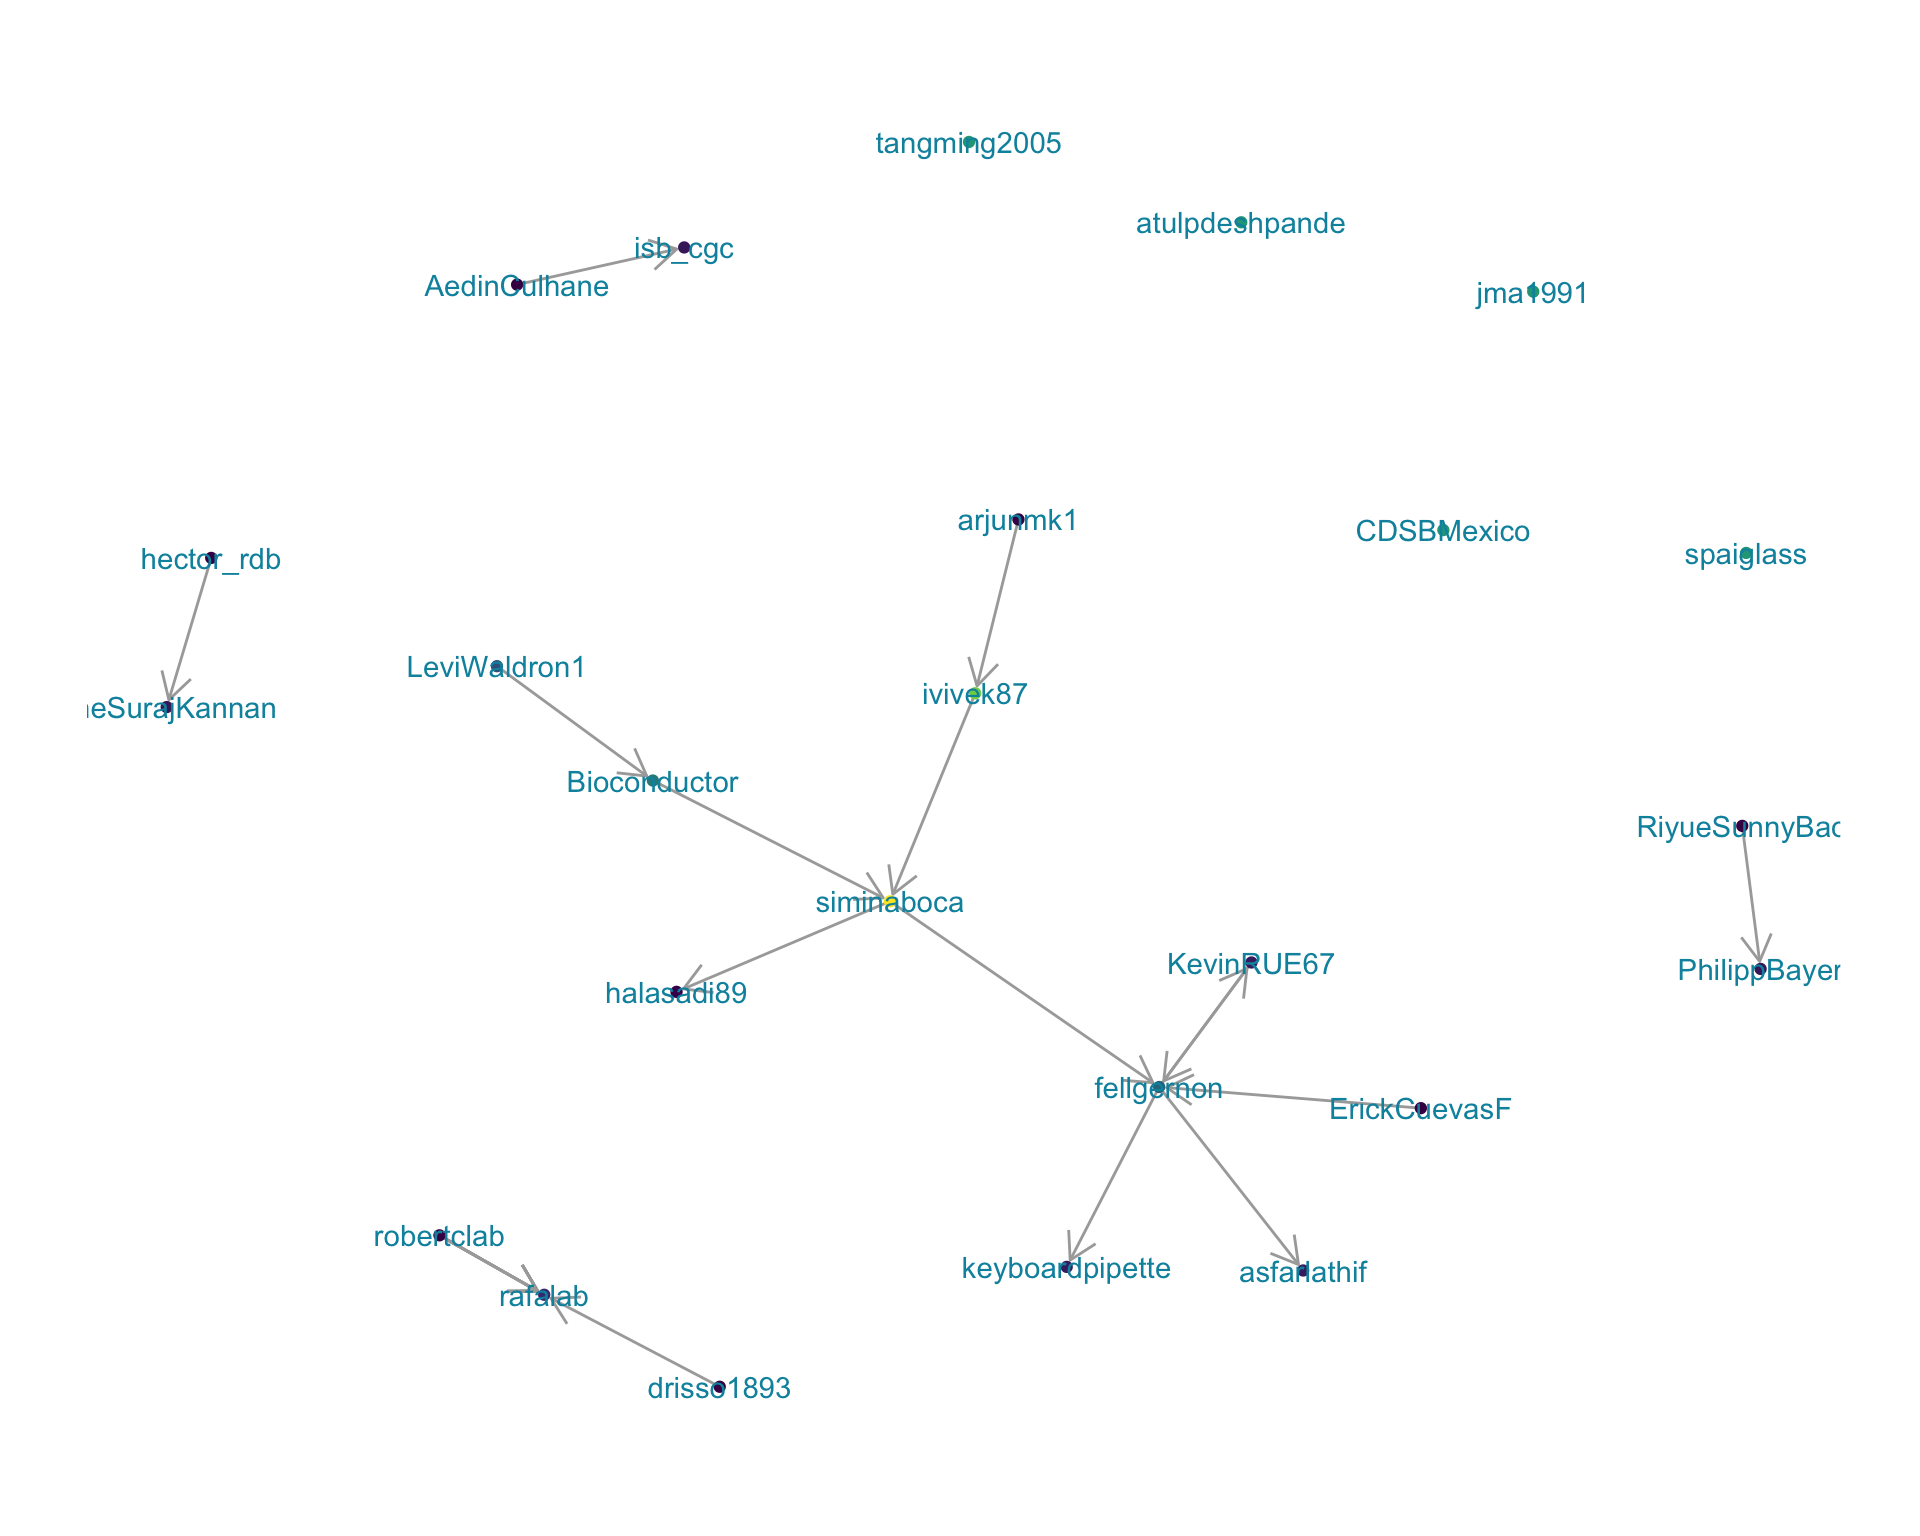 tangming2005
atulpdeshpande
isb_cgc
AedinCulhane
jma1991
arjunmk1
CDSBMexico
spaiglass
hector_rdb
LeviWaldron1
ivivek87
eSurajKannan
Bioconductor
RiyueSunnyBao
siminaboca
KevinRUE67
PhilippBayer
halasadi89
fellgernon
ErickCuevasF
robertclab
keyboardpipette
asfarlathif
rafalab
drisso1893